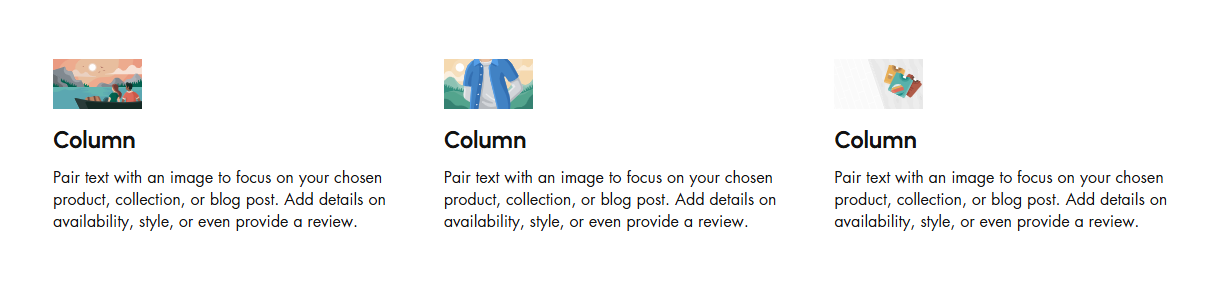 Column
Pair text with an image to focus on your chosen
product, collection, or blog post. Add details on
availability, style, or even provide a review.
Column
Pair text with an image to focus on your chosen
product, collection, or blog post. Add details on
availability, style, or even provide a review.
Column
Pair text with an image to focus on your chosen
product, collection, or blog post. Add details on
availability, style, or even provide a review.